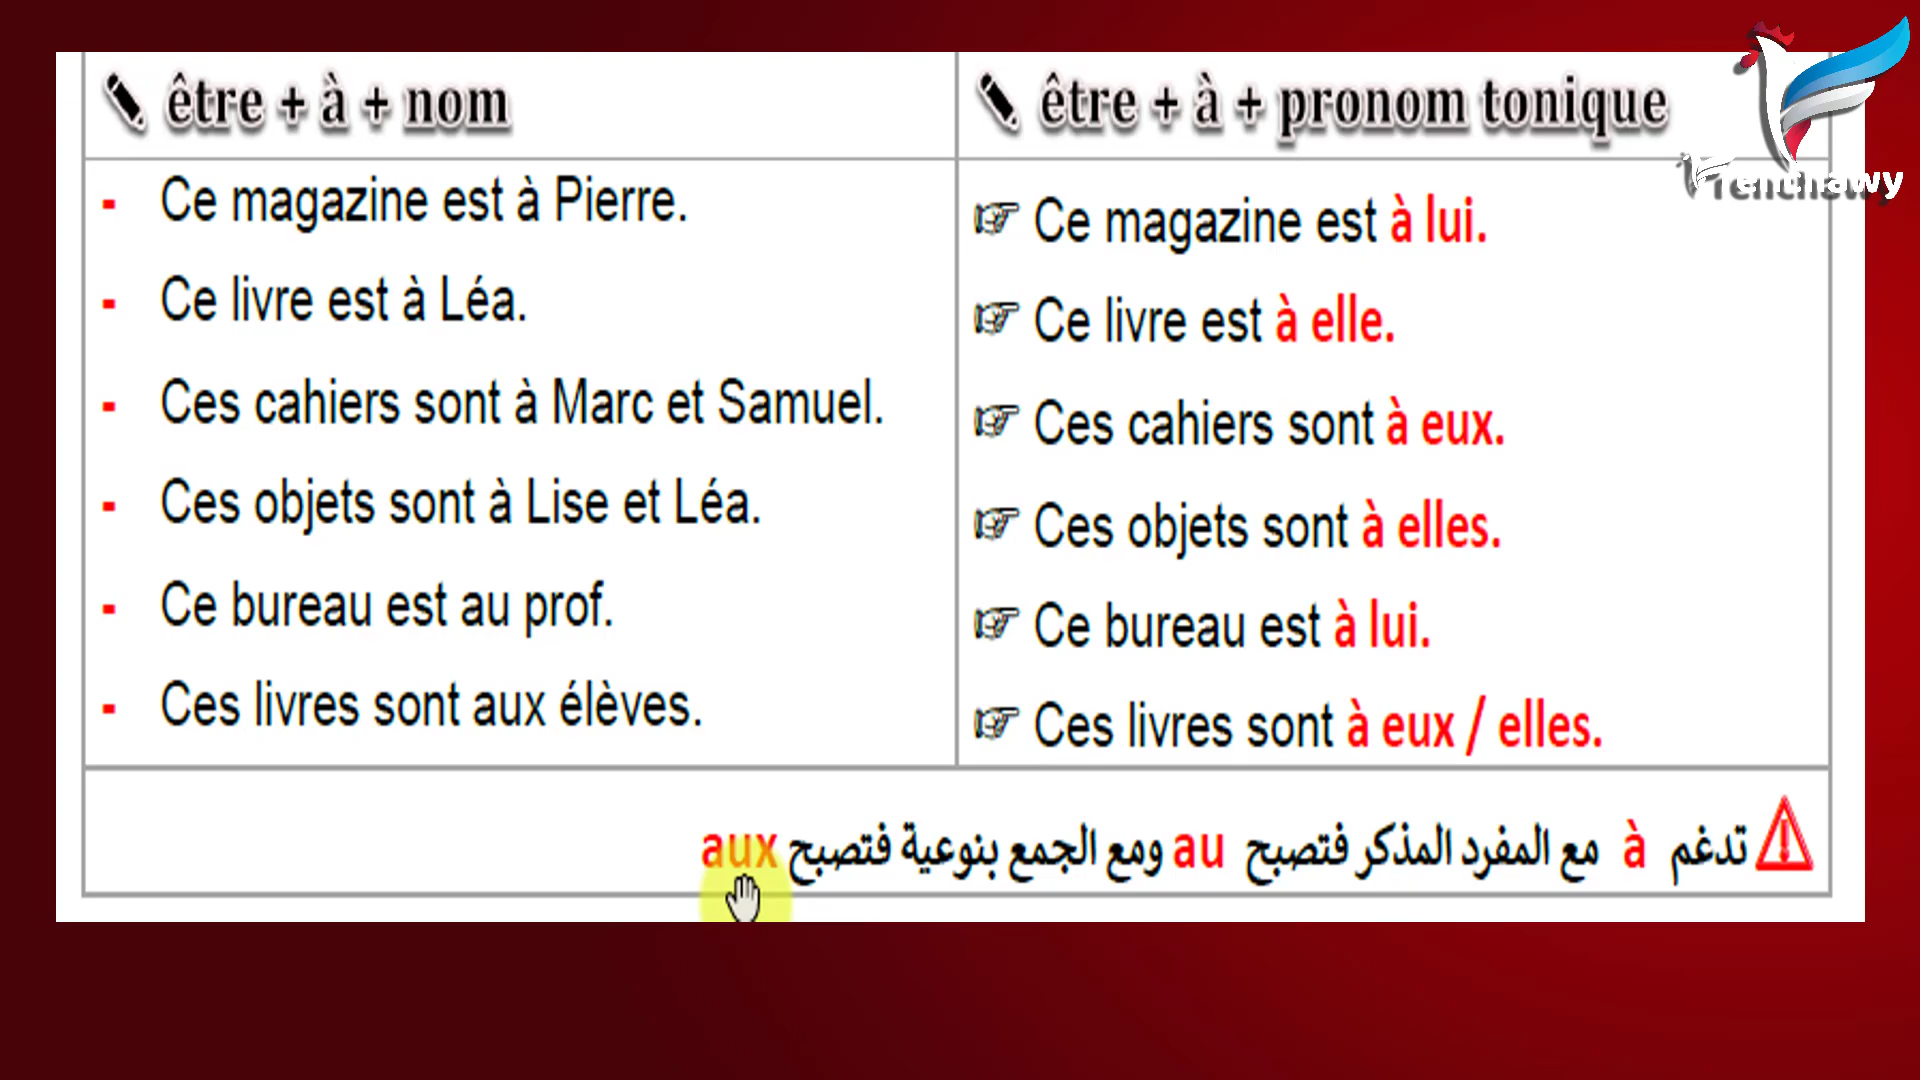 être + à + nom
être + à + pronom tonique
Frenchawy
- Ce magazine est à Pierre.
☞ Ce magazine est à lui.
- Ce livre est à Léa.
☞ Ce livre est à elle.
- Ces cahiers sont à Marc et Samuel.
☞ Ces cahiers sont à eux.
- Ces objets sont à Lise et Léa.
☞ Ces objets sont à elles.
- Ce bureau est au prof.
☞ Ce bureau est à lui.
- Ces livres sont aux élèves.
☞ Ces livres sont à eux / elles.
تدغم à مع المفرد المذكر فتصبح au ومع الجمع بنوعية فتصبح aux